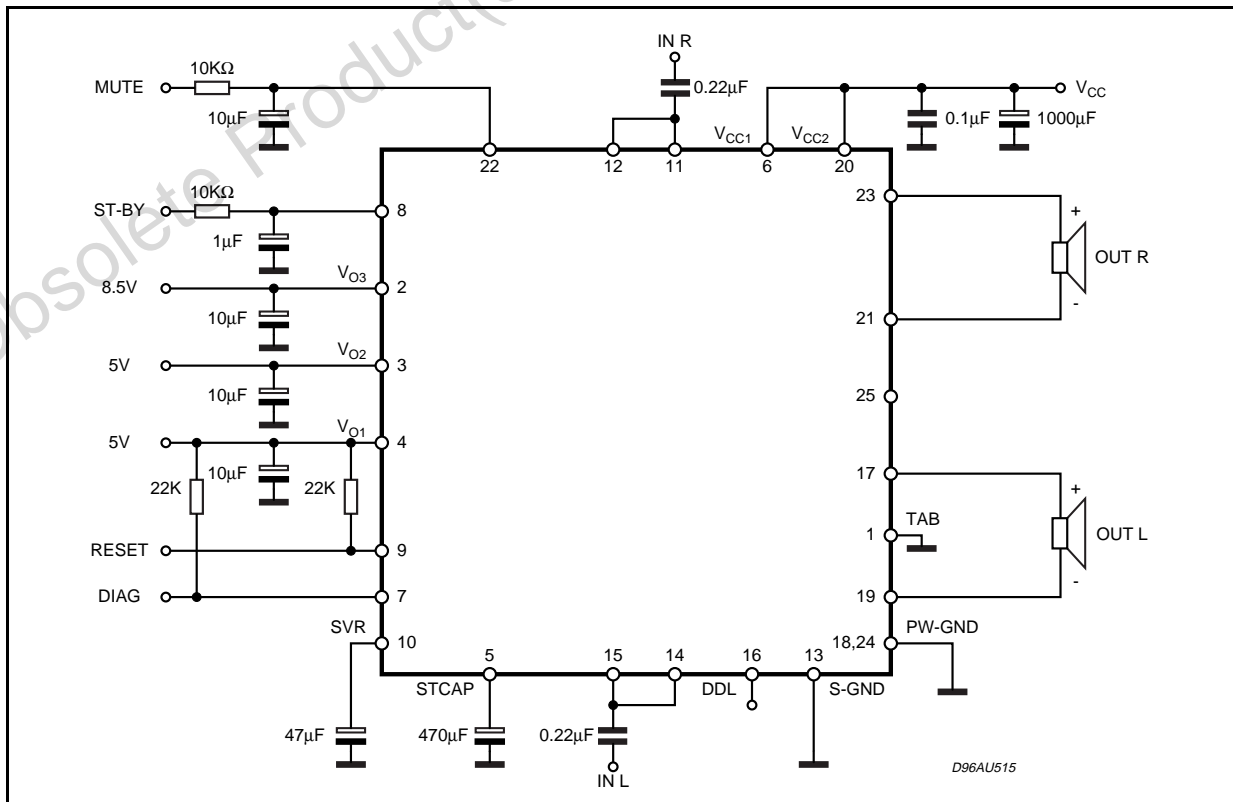 Obsolete Product(
IN R
10KΩ
0.22µF
MUTE
V_CC
10µF
0.1µF
1000µF
V_CC1
V_CC2
22
12
11
6
20
10KΩ
23
ST-BY
8
+
1µF
OUT R
8.5V
V_O3
2
-
10µF
21
5V
V_O2
3
10µF
25
5V
V_O1
4
10µF
22K
22K
17
+
TAB
1
OUT L
RESET
9
-
DIAG
7
19
SVR
PW-GND
10
18,24
5
15
14
16
13
STCAP
DDL
S-GND
47µF
470µF
0.22µF
IN L
D96AU515